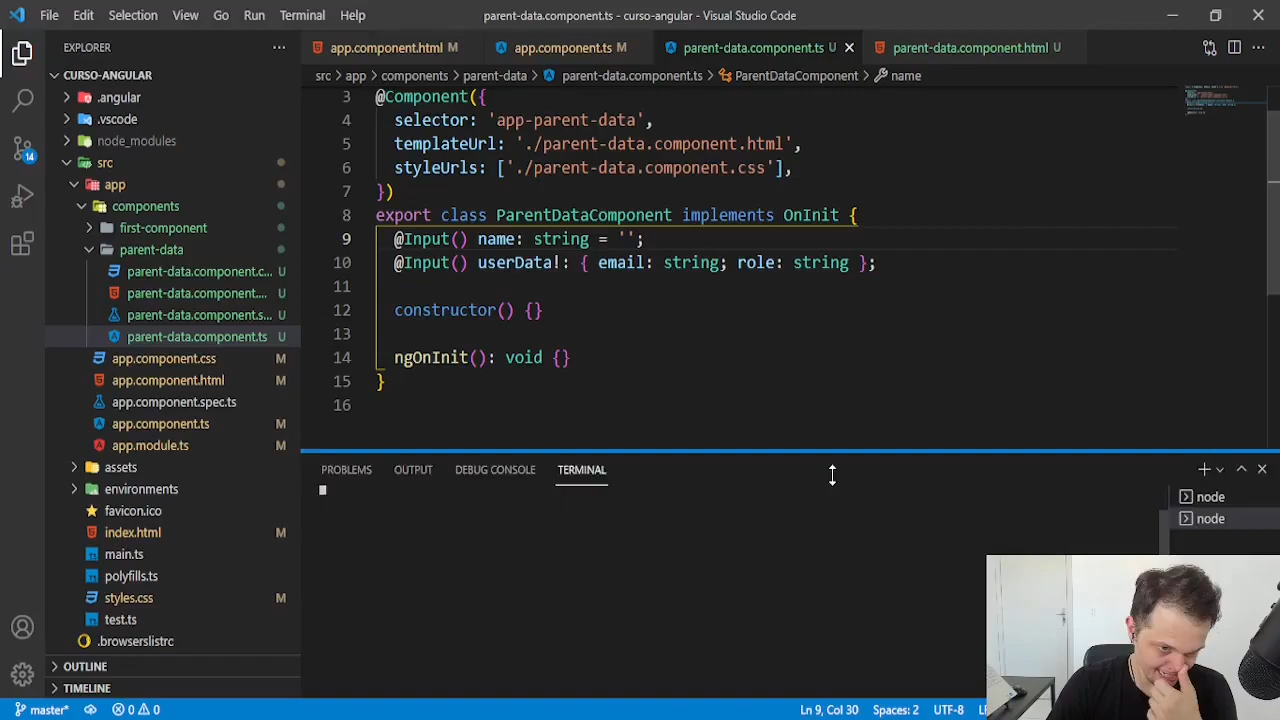 File Edit Selection View Go Run Terminal Help
parent-data.component.ts - curso-angular - Visual Studio Code
EXPLORER
app.component.html M
app.component.ts M
parent-data.component.ts U
parent-data.component.html U
CURSO-ANGULAR
src > app > components > parent-data > parent-data.component.ts > ParentDataComponent > name
.angular
.vscode
node_modules
src
app
components
first-component
parent-data
parent-data.component.c... U
parent-data.component.... U
parent-data.component.s... U
parent-data.component.ts U
app.component.css M
app.component.html M
app.component.spec.ts
app.component.ts M
app.module.ts M
assets
environments
favicon.ico
index.html M
main.ts
polyfills.ts
styles.css M
test.ts
.browserslistrc
OUTLINE
TIMELINE
14
3 @Component({
4 selector: 'app-parent-data',
5 templateUrl: './parent-data.component.html',
6 styleUrls: ['./parent-data.component.css'],
7 })
8 export class ParentDataComponent implements OnInit {
9 @Input() name: string = '';
10 @Input() userData!: { email: string; role: string };
11
12 constructor() {}
13
14 ngOnInit(): void {}
15 }
16
PROBLEMS OUTPUT DEBUG CONSOLE TERMINAL
node
node
master* 0 0 Ln 9, Col 30 Spaces: 2 UTF-8